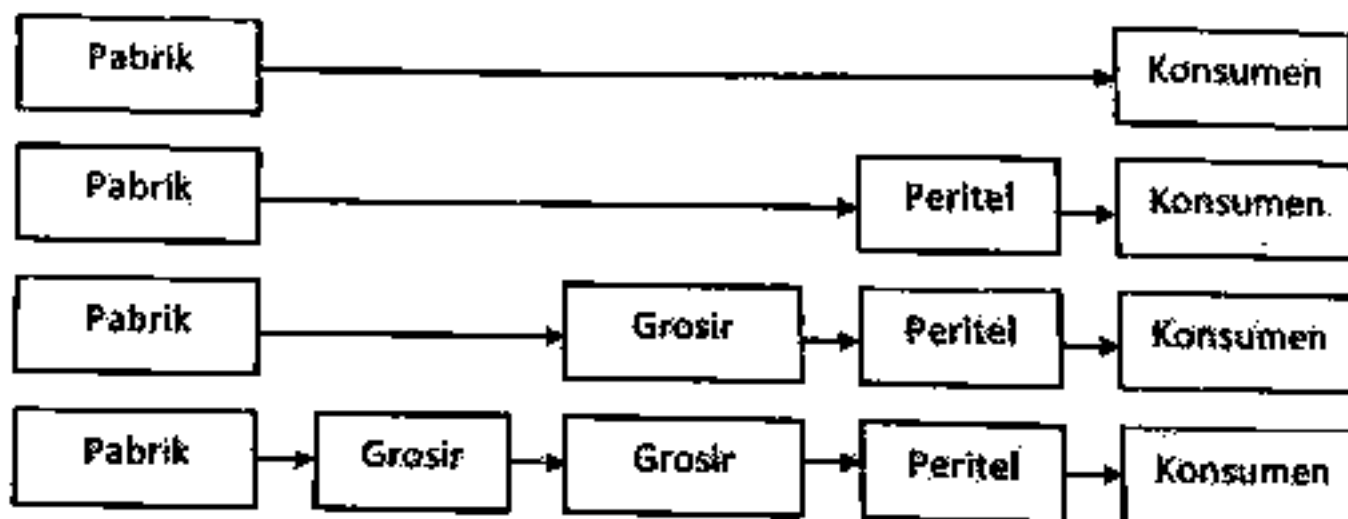 Pabrik Konsumen
Pabrik Peritel Konsumen.
Pabrik Grosir Peritel Konsumen
Pabrik Grosir Grosir Peritel Konsumen